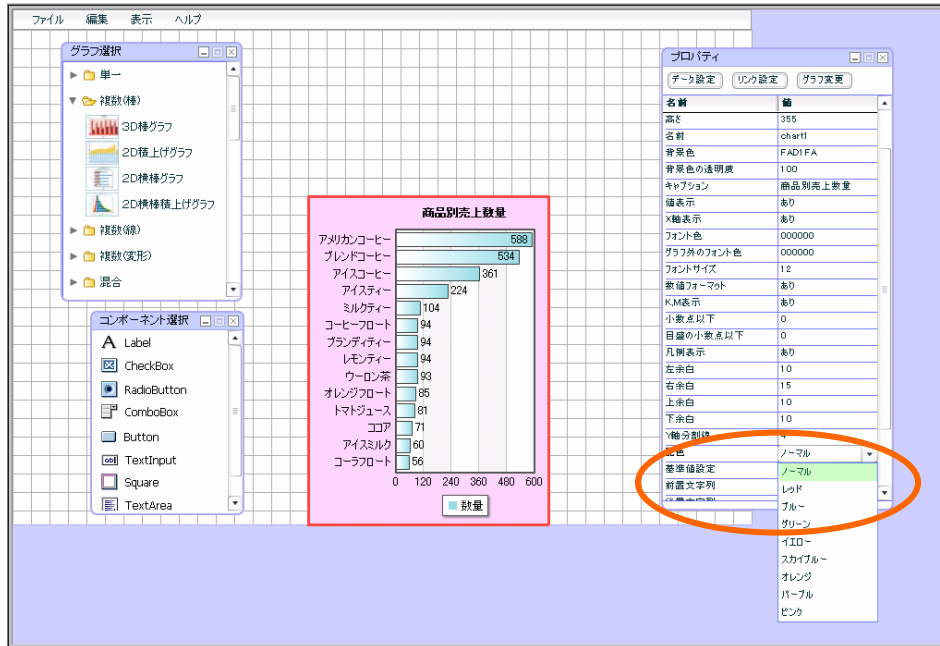 ファイル 編集 表示 ヘルプ
グラフ選択
単一
複数(棒)
3D棒グラフ
2D積上げグラフ
2D横棒グラフ
2D横棒積上げグラフ
複数(線)
複数(変形)
混合
コンポーネント選択
Label
CheckBox
RadioButton
ComboBox
Button
TextInput
Square
TextArea
商品別売上数量
アメリカンコーヒー 588
ブレンドコーヒー 534
アイスコーヒー 361
アイスティー 224
ミルクティー 104
コーヒーフロート 94
ブランディティー 94
レモンティー 94
ウーロン茶 93
オレンジフロート 85
トマトジュース 81
ココア 71
アイスミルク 60
コーラフロート 56
0 120 240 360 480 600
数量
プロパティ
データ設定 リンク設定 グラフ変更
名前 値
高さ 355
名前 chart1
背景色 FAD1FA
背景色の透明度 100
キャプション 商品別売上数量
値表示 あり
X軸表示 あり
フォント色 000000
グラフ外のフォント色 000000
フォントサイズ 12
数値フォーマット あり
K,M表示 あり
小数点以下 0
目盛の小数点以下 0
凡例表示 あり
左余白 10
右余白 15
上余白 10
下余白 10
Y軸分割線 4
配色 ノーマル
基準値設定 ノーマル
前置文字列 レッド
ブルー
グリーン
イエロー
スカイブルー
オレンジ
パープル
ピンク